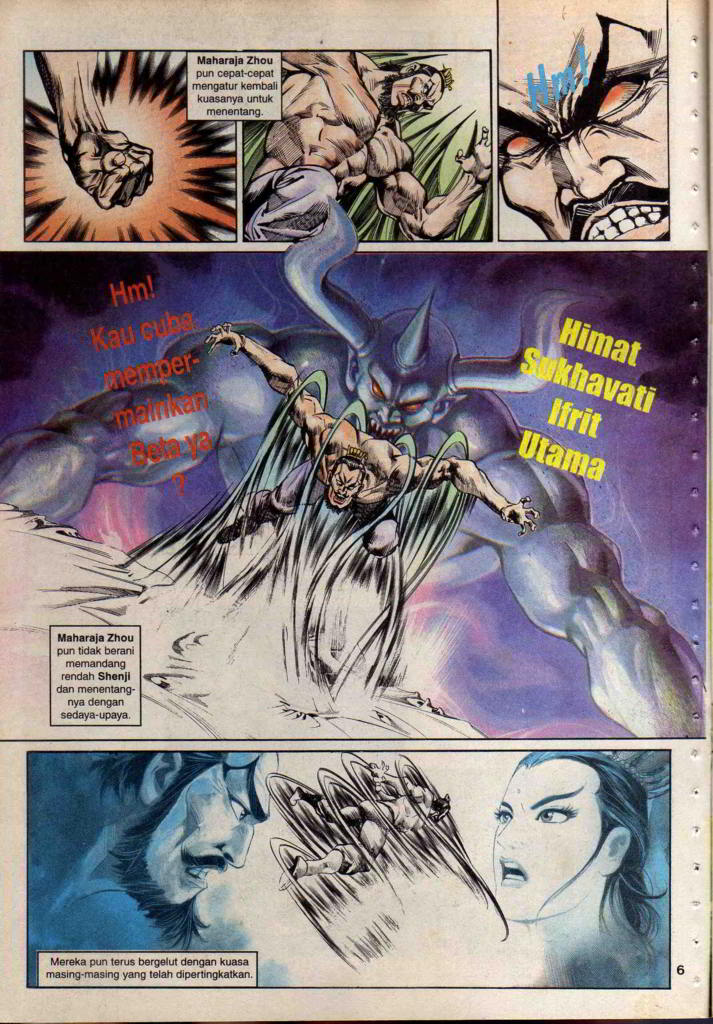 Maharaja Zhou
pun cepat-cepat
mengatur kembali
kuasanya untuk
menentang.
Hm!
Hm!
Kau cuba
memper-
mainkan
Beta ya
?
Himat
Sukhavati
Ifrit
Utama
Maharaja Zhou
pun tidak berani
memandang
rendah Shenji
dan menentang-
nya dengan
sedaya-upaya.
Mereka pun terus bergelut dengan kuasa
masing-masing yang telah dipertingkatkan.
6